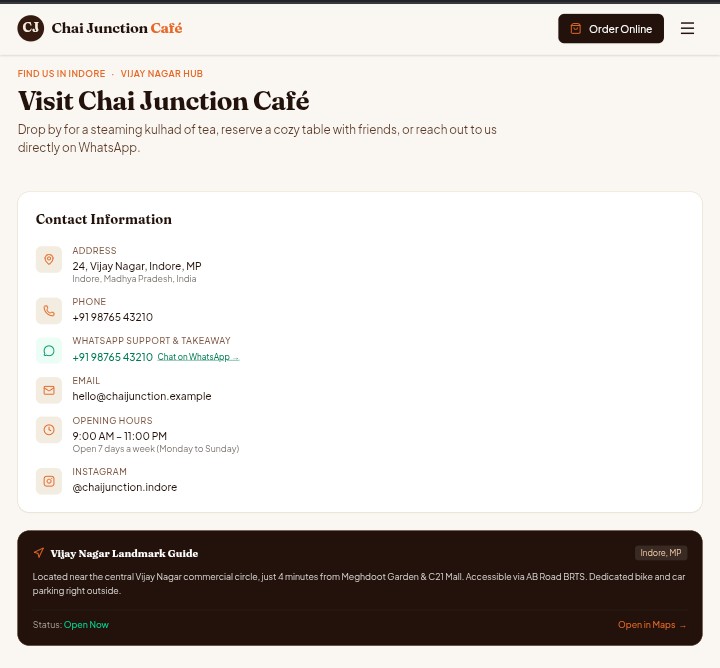 CJ Chai Junction Café
Order Online
FIND US IN INDORE · VIJAY NAGAR HUB
Visit Chai Junction Café
Drop by for a steaming kulhad of tea, reserve a cozy table with friends, or reach out to us
directly on WhatsApp.
Contact Information
ADDRESS
24, Vijay Nagar, Indore, MP
Indore, Madhya Pradesh, India
PHONE
+91 98765 43210
WHATSAPP SUPPORT & TAKEAWAY
+91 98765 43210 Chat on WhatsApp →
EMAIL
hello@chaijunction.example
OPENING HOURS
9:00 AM – 11:00 PM
Open 7 days a week (Monday to Sunday)
INSTAGRAM
@chaijunction.indore
Vijay Nagar Landmark Guide
Indore, MP
Located near the central Vijay Nagar commercial circle, just 4 minutes from Meghdoot Garden & C21 Mall. Accessible via AB Road BRTS. Dedicated bike and car
parking right outside.
Status: Open Now
Open in Maps →